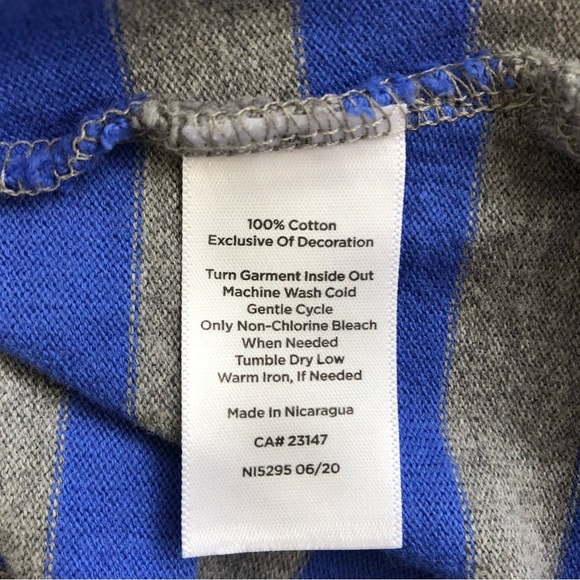 100% Cotton
Exclusive Of Decoration
Turn Garment Inside Out
Machine Wash Cold
Gentle Cycle
Only Non-Chlorine Bleach
When Needed
Tumble Dry Low
Warm Iron, If Needed
Made In Nicaragua
CA# 23147
NI5295 06/20